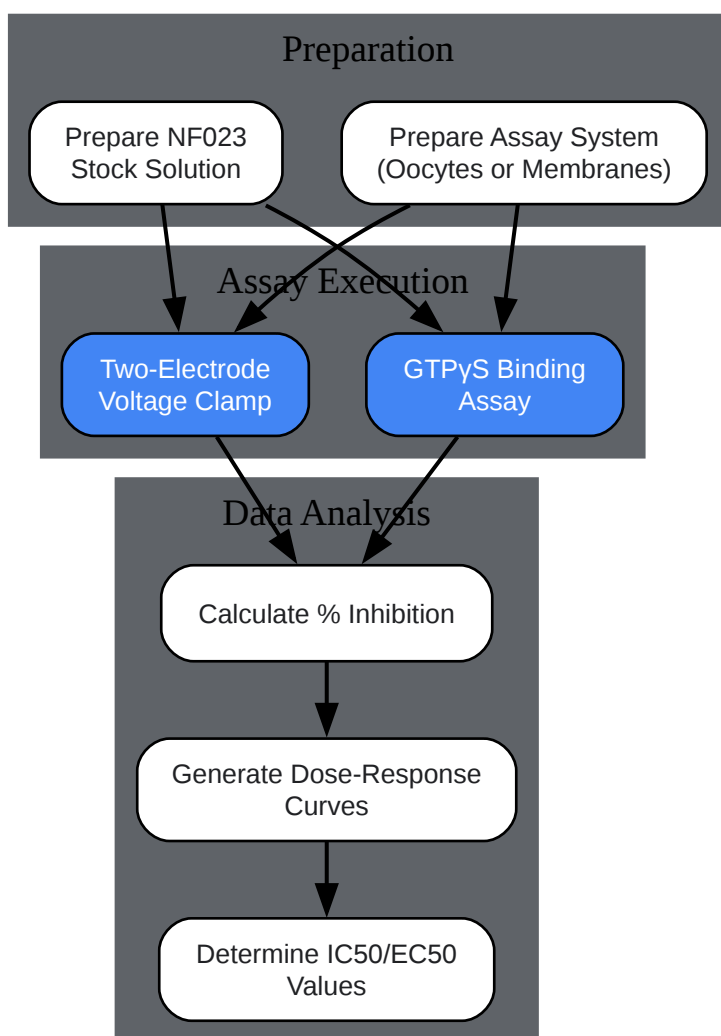 Preparation
Prepare NF023
Stock Solution
Prepare Assay System
(Oocytes or Membranes)
Assay Execution
Two-Electrode
Voltage Clamp
GTPγS Binding
Assay
Data Analysis
Calculate % Inhibition
Generate Dose-Response
Curves
Determine IC50/EC50
Values